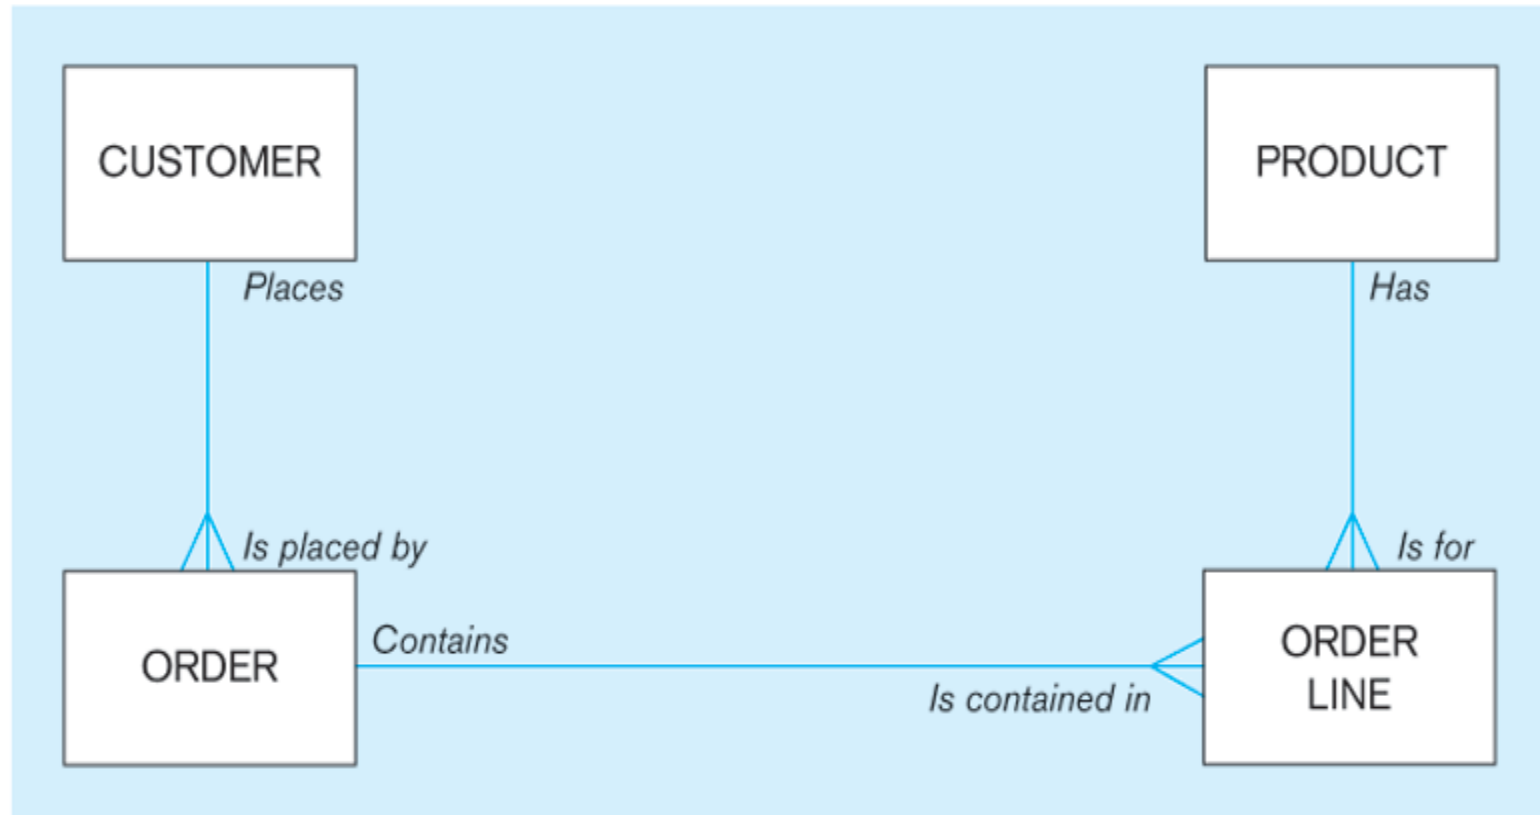 CUSTOMER
PRODUCT
Places
Has
Is placed by
Is for
ORDER
Contains
Is contained in
ORDER
LINE